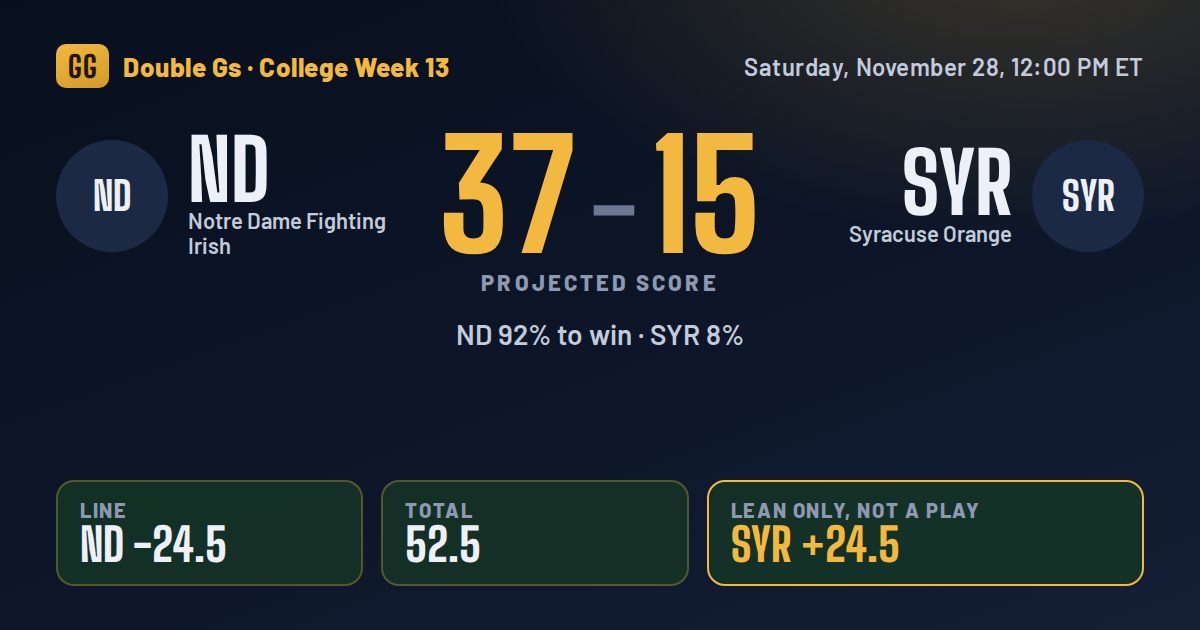 GG
Double Gs · College Week 13
Saturday, November 28, 12:00 PM ET
ND
ND
Notre Dame Fighting
Irish
37 – 15
PROJECTED SCORE
ND 92% to win · SYR 8%
SYR
Syracuse Orange
SYR
LINE
ND −24.5
TOTAL
52.5
LEAN ONLY, NOT A PLAY
SYR +24.5